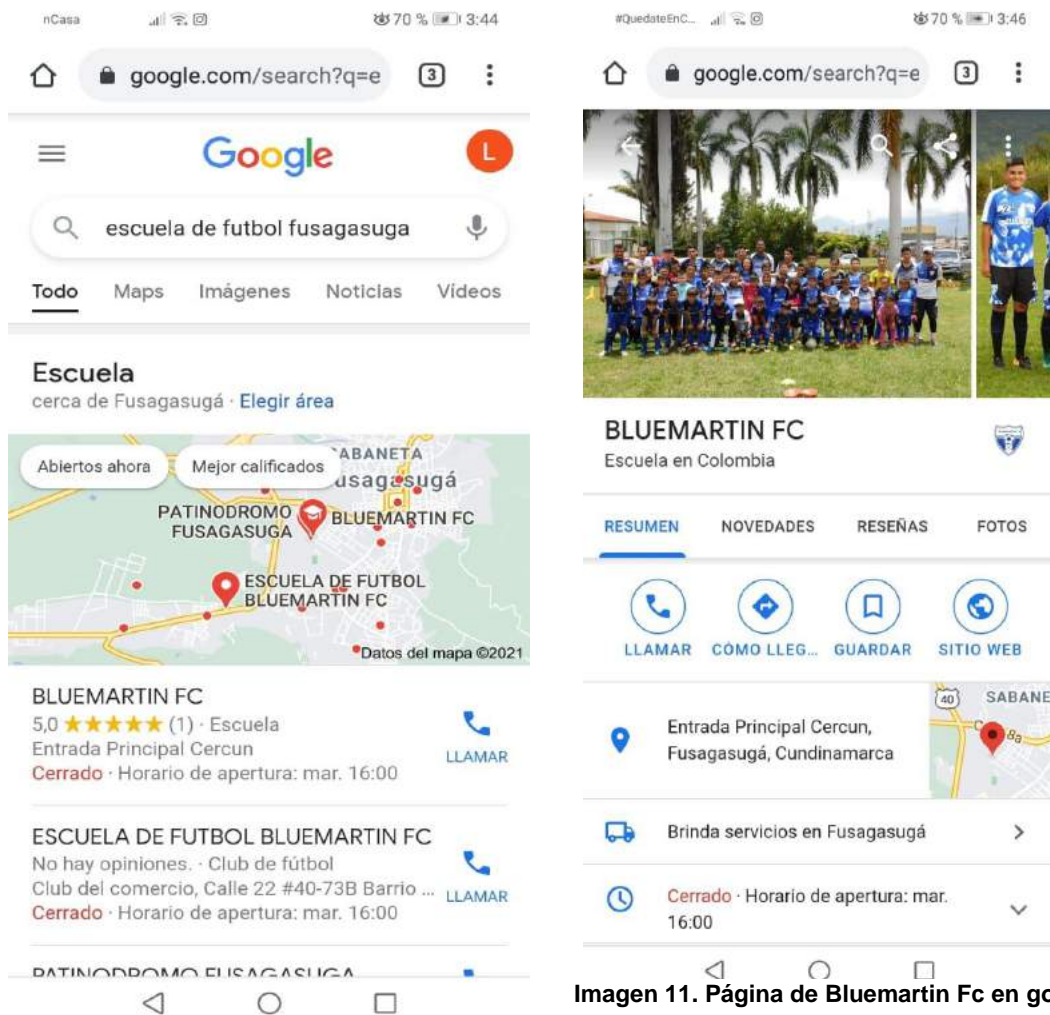 nCasa 70 % 3:44
google.com/search?q=e 3
Google L
escuela de futbol fusagasuga
Todo Maps Imágenes Noticias Vídeos
Escuela
cerca de Fusagasugá · Elegir área
Abiertos ahora Mejor calificados
ABANETA
usagasugá
PATINODROMO
FUSAGASUGA
BLUEMARTIN FC
ESCUELA DE FUTBOL
BLUEMARTIN FC
Datos del mapa ©2021
BLUEMARTIN FC
5,0 ★★★★★ (1) · Escuela
Entrada Principal Cercun
Cerrado · Horario de apertura: mar. 16:00
LLAMAR
ESCUELA DE FUTBOL BLUEMARTIN FC
No hay opiniones. · Club de fútbol
Club del comercio, Calle 22 #40-73B Barrio ...
Cerrado · Horario de apertura: mar. 16:00
LLAMAR
PATINODROMO FUSAGASUGA
#QuedateEnC... 70 % 3:46
google.com/search?q=e 3
BLUEMARTIN FC
Escuela en Colombia
RESUMEN NOVEDADES RESEÑAS FOTOS
LLAMAR CÓMO LLEG... GUARDAR SITIO WEB
Entrada Principal Cercun,
Fusagasugá, Cundinamarca
40 SABANE
C 8a
Brinda servicios en Fusagasugá
Cerrado · Horario de apertura: mar.
16:00
Imagen 11. Página de Bluemartin Fc en go